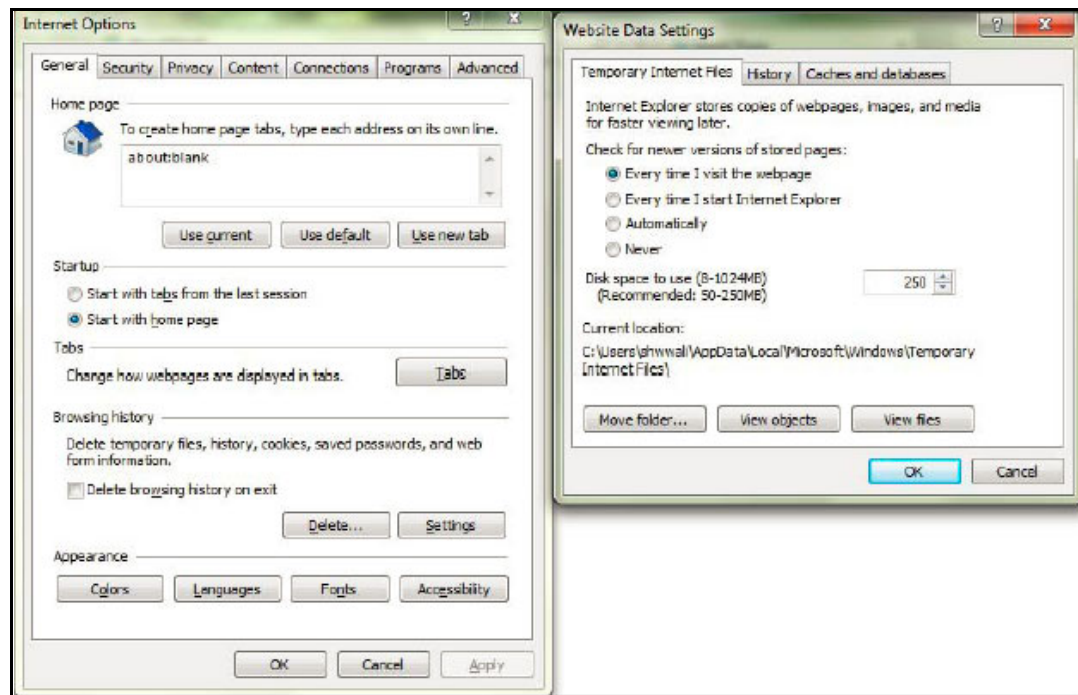 Internet Options
General Security Privacy Content Connections Programs Advanced
Home page
To create home page tabs, type each address on its own line.
about:blank
Use current Use default Use new tab
Startup
Start with tabs from the last session
Start with home page
Tabs
Change how webpages are displayed in tabs. Tabs
Browsing history
Delete temporary files, history, cookies, saved passwords, and web
form information.
Delete browsing history on exit
Delete... Settings
Appearance
Colors Languages Fonts Accessibility
OK Cancel Apply
Website Data Settings
Temporary Internet Files History Caches and databases
Internet Explorer stores copies of webpages, images, and media
for faster viewing later.
Check for newer versions of stored pages:
Every time I visit the webpage
Every time I start Internet Explorer
Automatically
Never
Disk space to use (8-1024MB) 250
(Recommended: 50-250MB)
Current location:
C:\Users\shwwali\AppData\Local\Microsoft\Windows\Temporary
Internet Files\
Move folder... View objects View files
OK Cancel